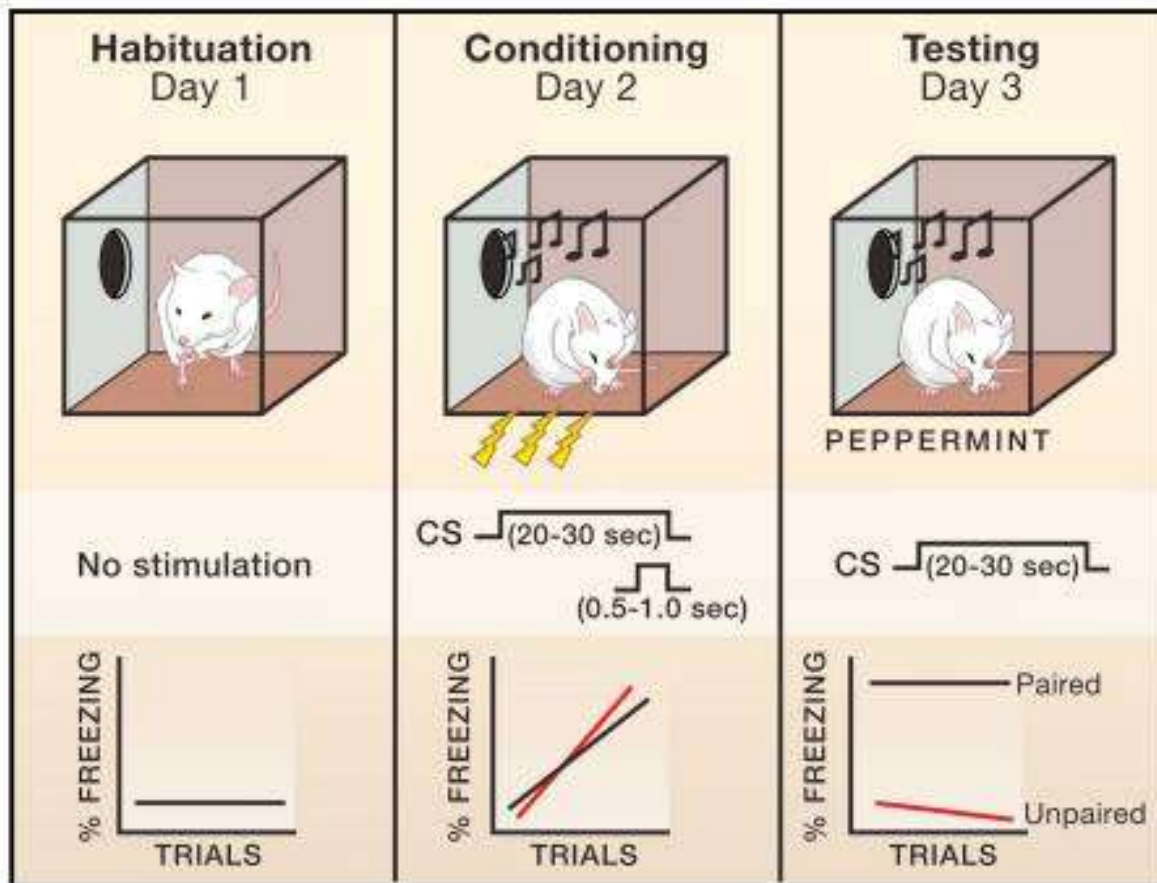 Habituation
Day 1
No stimulation
% FREEZING
TRIALS
Conditioning
Day 2
CS
(20-30 sec)
(0.5-1.0 sec)
% FREEZING
TRIALS
Testing
Day 3
PEPPERMINT
CS
(20-30 sec)
% FREEZING
Paired
Unpaired
TRIALS